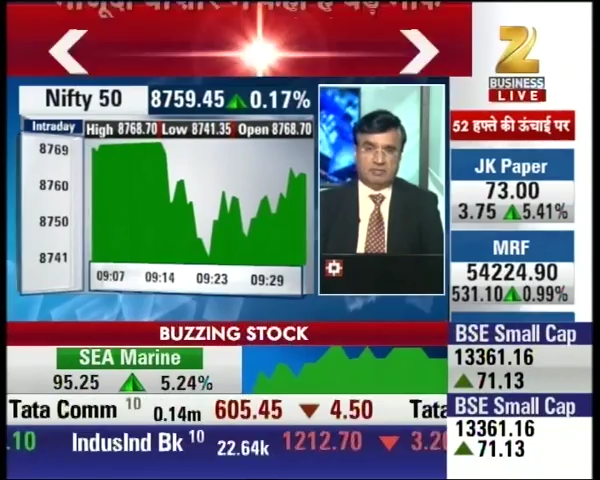 Z
BUSINESS
LIVE
Nifty 50 8759.45 0.17%
Intraday High 8768.70 Low 8741.35 Open 8768.70
8769
8760
8750
8741
09:07 09:14 09:23 09:29
52 हफ्ते की ऊंचाई पर
JK Paper
73.00
3.75 5.41%
MRF
54224.90
531.10 0.99%
BUZZING STOCK
SEA Marine
95.25 5.24%
BSE Small Cap
13361.16
71.13
BSE Small Cap
13361.16
71.13
Tata Comm 10 0.14m 605.45 4.50 Tata
.10 IndusInd Bk 10 22.64k 1212.70 3.20